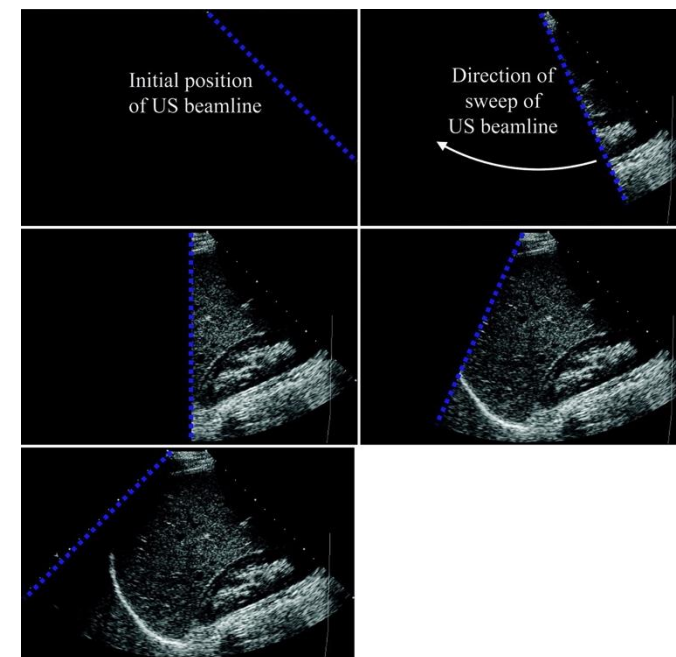 Initial position
of US beamline
Direction of
sweep of
US beamline